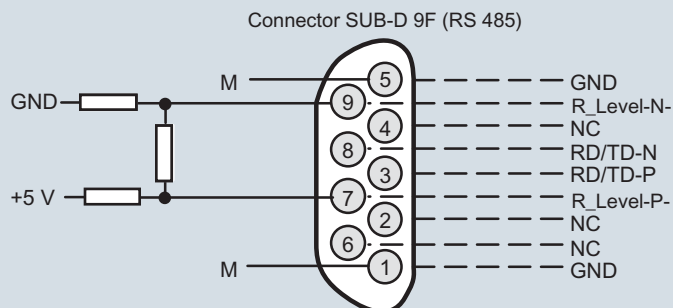 Connector SUB-D 9F (RS 485)
M 5 GND
GND 9 R_Level-N-
4 NC
8 RD/TD-N
3 RD/TD-P
+5 V 7 R_Level-P-
2 NC
6 NC
M 1 GND